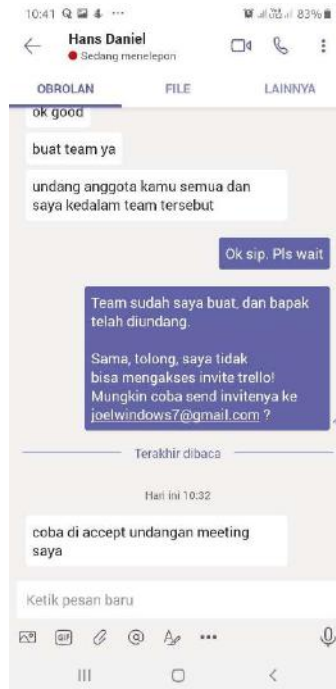 10:41
83%
Hans Daniel
Sedang menelepon
OBROLAN FILE LAINNYA
ok good
buat team ya
undang anggota kamu semua dan
saya kedalam team tersebut
Ok sip. Pls wait
Team sudah saya buat, dan bapak
telah diundang.
Sama, tolong, saya tidak
bisa mengakses invite trello!
Mungkin coba send invitenya ke
joelwindows7@gmail.com ?
Terakhir dibaca
Hari ini 10:32
coba di accept undangan meeting
saya
Ketik pesan baru
GIF